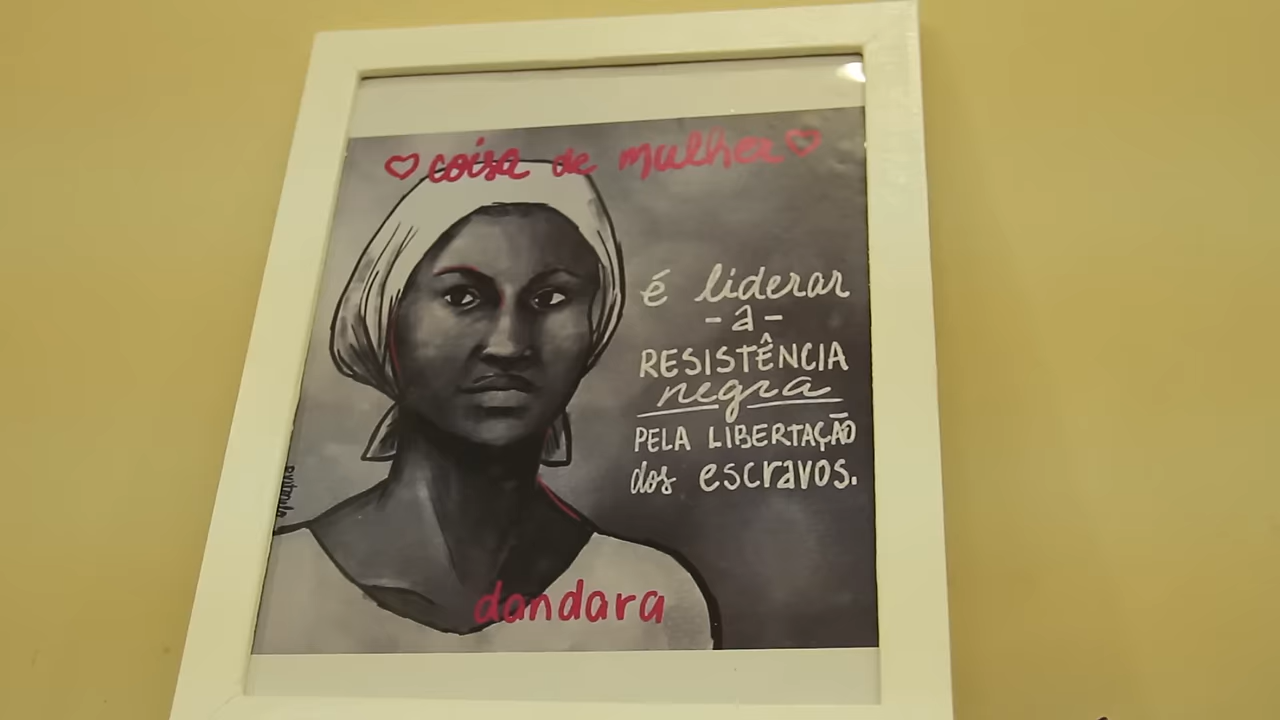 ♡ coisa de mulher ♡
é liderar
- a -
RESISTÊNCIA
negra
PELA LIBERTAÇÃO
dos escravos.
dandara